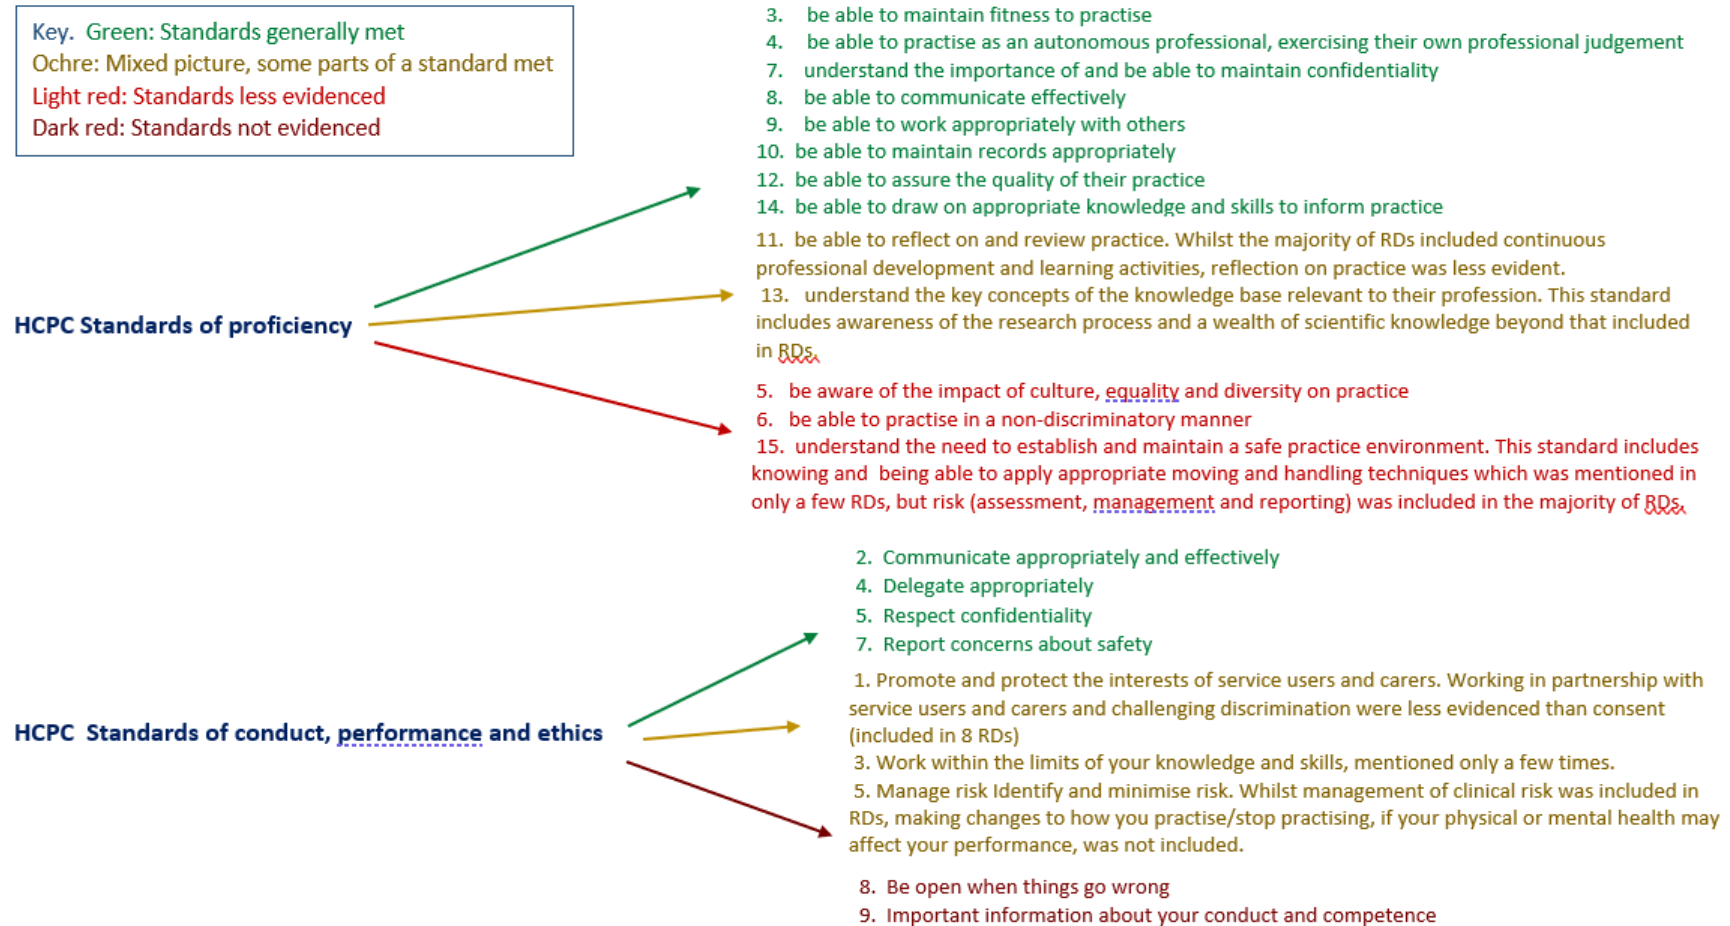 Key. Green: Standards generally met
Ochre: Mixed picture, some parts of a standard met
Light red: Standards less evidenced
Dark red: Standards not evidenced
HCPC Standards of proficiency
3. be able to maintain fitness to practise
4. be able to practise as an autonomous professional, exercising their own professional judgement
7. understand the importance of and be able to maintain confidentiality
8. be able to communicate effectively
9. be able to work appropriately with others
10. be able to maintain records appropriately
12. be able to assure the quality of their practice
14. be able to draw on appropriate knowledge and skills to inform practice
11. be able to reflect on and review practice. Whilst the majority of RDs included continuous
professional development and learning activities, reflection on practice was less evident.
13. understand the key concepts of the knowledge base relevant to their profession. This standard
includes awareness of the research process and a wealth of scientific knowledge beyond that included
in RDs.
5. be aware of the impact of culture, equality and diversity on practice
6. be able to practise in a non-discriminatory manner
15. understand the need to establish and maintain a safe practice environment. This standard includes
knowing and being able to apply appropriate moving and handling techniques which was mentioned in
only a few RDs, but risk (assessment, management and reporting) was included in the majority of RDs.
HCPC Standards of conduct, performance and ethics
2. Communicate appropriately and effectively
4. Delegate appropriately
5. Respect confidentiality
7. Report concerns about safety
1. Promote and protect the interests of service users and carers. Working in partnership with
service users and carers and challenging discrimination were less evidenced than consent
(included in 8 RDs)
3. Work within the limits of your knowledge and skills, mentioned only a few times.
5. Manage risk Identify and minimise risk. Whilst management of clinical risk was included in
RDs, making changes to how you practise/stop practising, if your physical or mental health may
affect your performance, was not included.
8. Be open when things go wrong
9. Important information about your conduct and competence